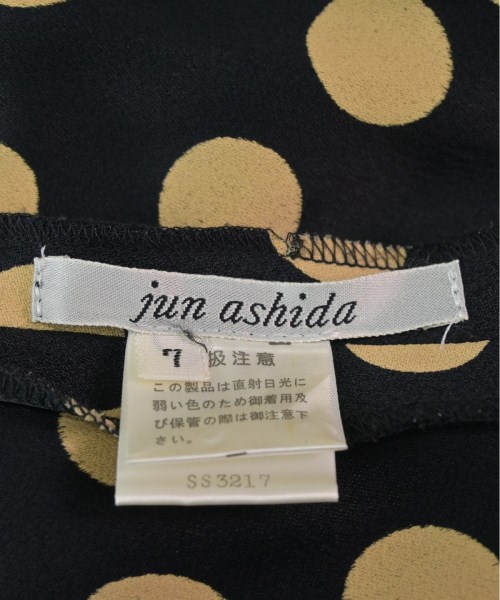 jun ashida
7
扱注意
この製品は直射日光に
弱い色のため御着用及
び保管の際は御注意下
さい。
SS3217